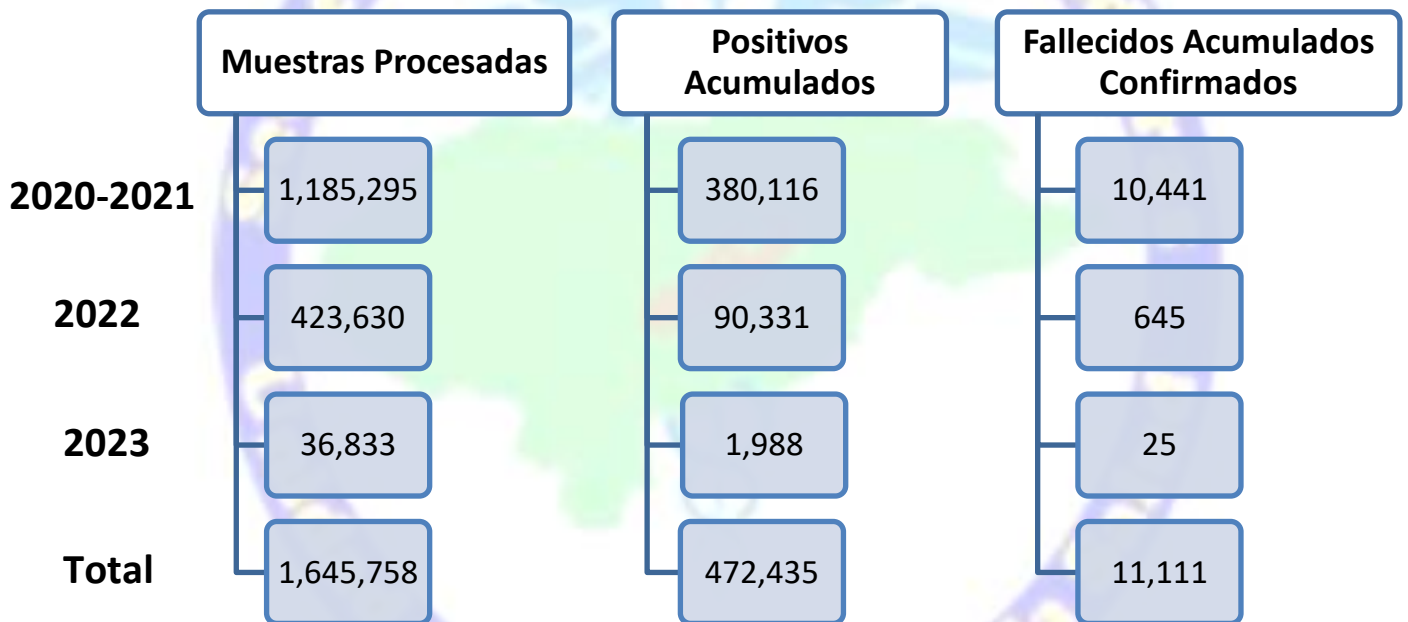 Muestras Procesadas
Positivos
Acumulados
Fallecidos Acumulados
Confirmados
2020-2021
1,185,295
380,116
10,441
2022
423,630
90,331
645
2023
36,833
1,988
25
Total
1,645,758
472,435
11,111